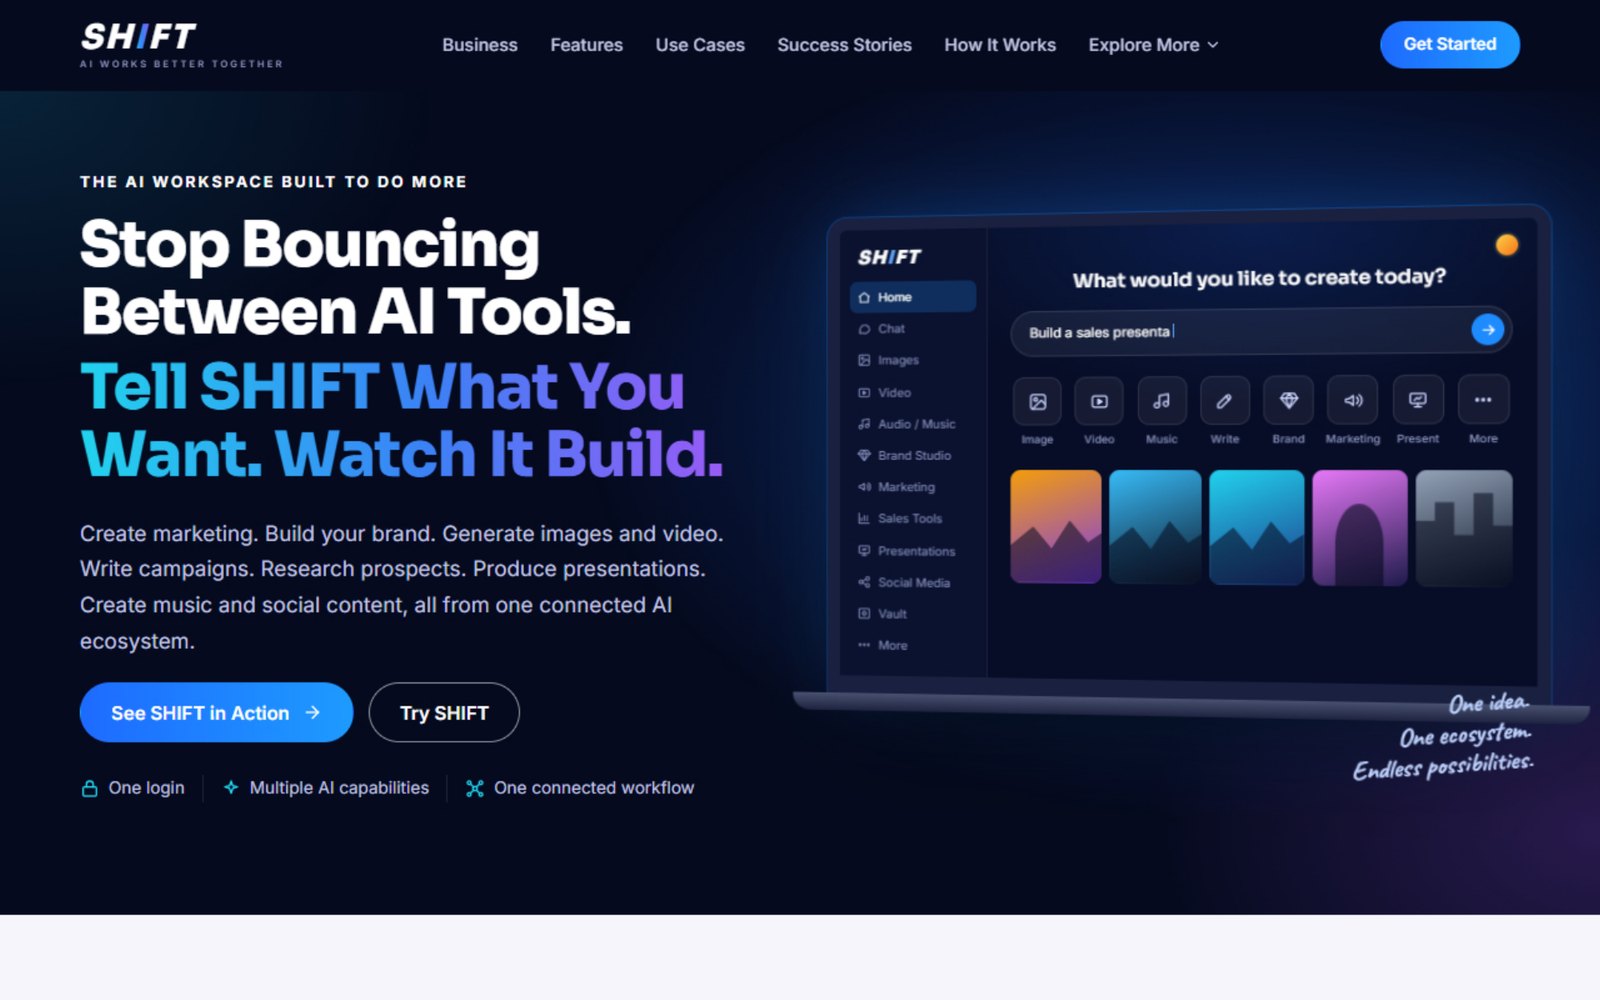 SHIFT
AI WORKS BETTER TOGETHER
Business
Features
Use Cases
Success Stories
How It Works
Explore More
Get Started
THE AI WORKSPACE BUILT TO DO MORE
Stop Bouncing
Between AI Tools.
Tell SHIFT What You
Want. Watch It Build.
Create marketing. Build your brand. Generate images and video.
Write campaigns. Research prospects. Produce presentations.
Create music and social content, all from one connected AI
ecosystem.
See SHIFT in Action
Try SHIFT
One login
Multiple AI capabilities
One connected workflow
SHIFT
Home
Chat
Images
Video
Audio / Music
Brand Studio
Marketing
Sales Tools
Presentations
Social Media
Vault
More
What would you like to create today?
Build a sales presenta
Image
Video
Music
Write
Brand
Marketing
Present
More
One idea.
One ecosystem.
Endless possibilities.